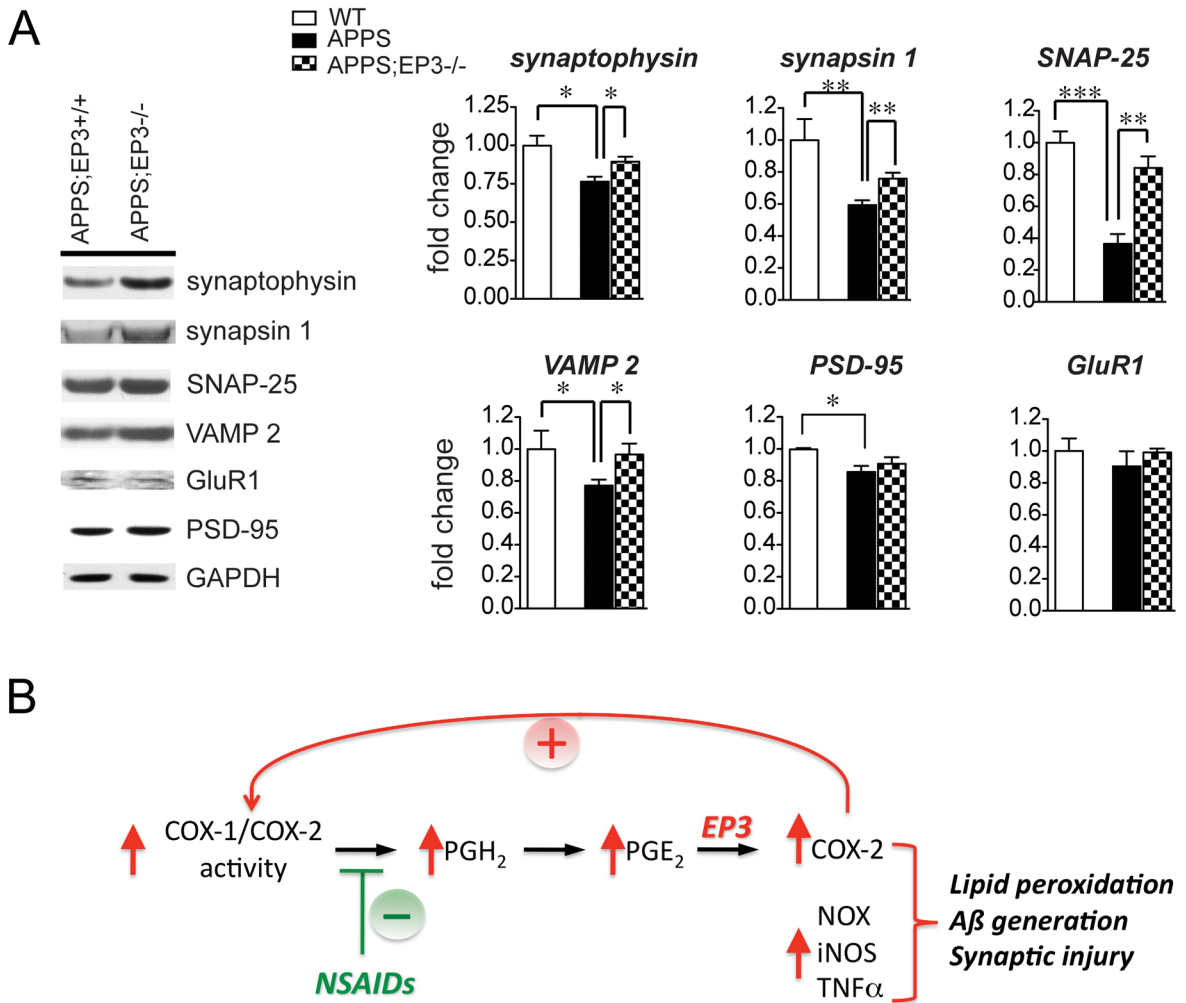 A
WT
APPS
APPS;EP3-/-
APPS;EP3+/+
APPS;EP3-/-
synaptophysin
synapsin 1
SNAP-25
VAMP 2
GluR1
PSD-95
GAPDH
synaptophysin
* *
fold change
1.25
1.00
0.75
0.50
0.25
0.00
synapsin 1
** **
1.2
1.0
0.8
0.6
0.4
0.2
0.0
SNAP-25
*** **
1.2
1.0
0.8
0.6
0.4
0.2
0.0
VAMP 2
* *
fold change
1.2
1.0
0.8
0.6
0.4
0.2
0.0
PSD-95
*
1.2
1.0
0.8
0.6
0.4
0.2
0.0
GluR1
1.2
1.0
0.8
0.6
0.4
0.2
0.0
B
+
COX-1/COX-2
activity
PGH2
PGE2
EP3
COX-2
NOX
iNOS
TNFα
−
NSAIDs
Lipid peroxidation
Aß generation
Synaptic injury